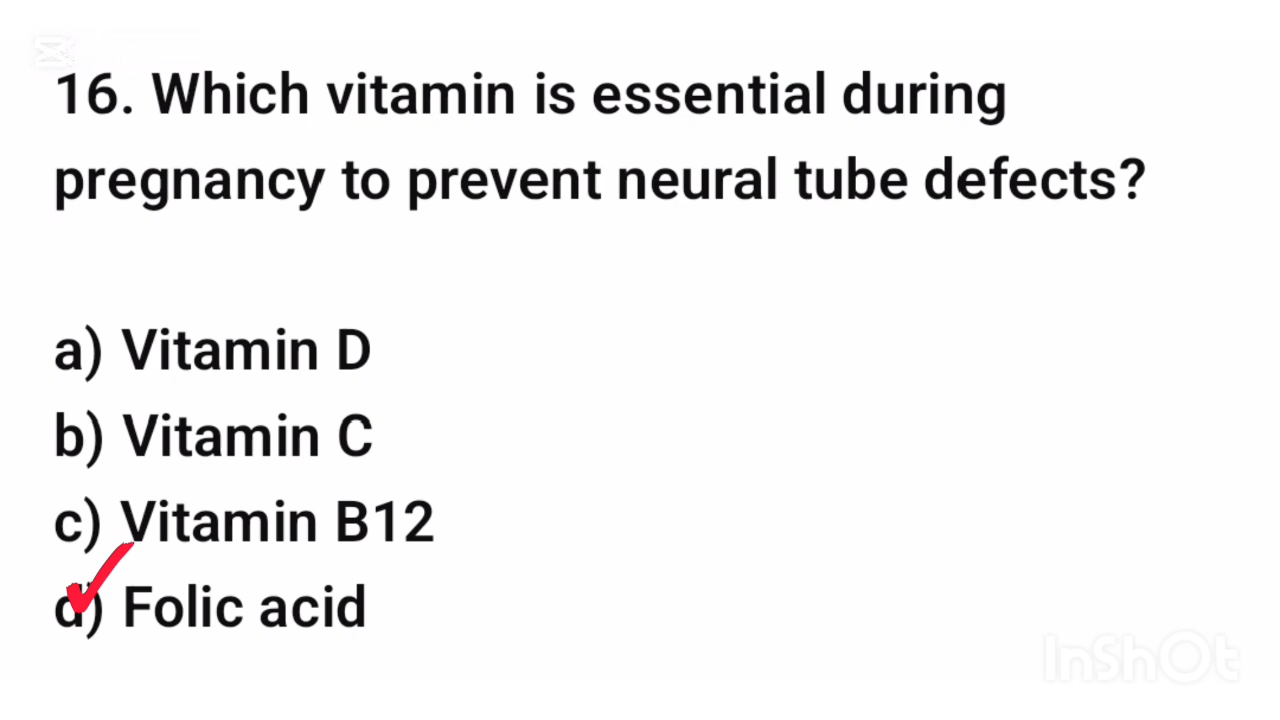 16. Which vitamin is essential during
pregnancy to prevent neural tube defects?
a) Vitamin D
b) Vitamin C
c) Vitamin B12
d) Folic acid
InShOt